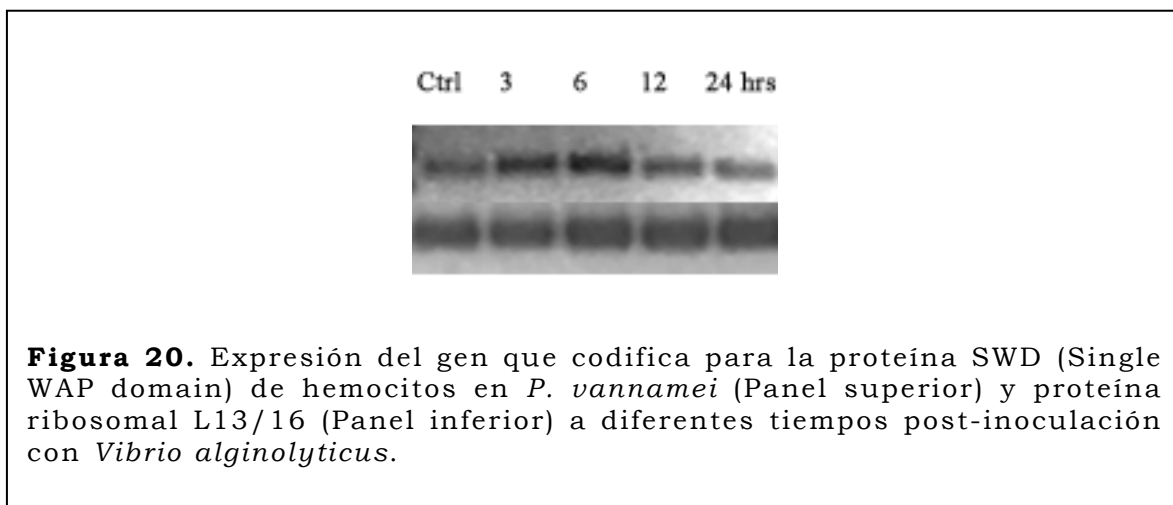 Ctrl 3 6 12 24 hrs
Figura 20. Expresión del gen que codifica para la proteína SWD (Single
WAP domain) de hemocitos en P. vannamei (Panel superior) y proteína
ribosomal L13/16 (Panel inferior) a diferentes tiempos post-inoculación
con Vibrio alginolyticus.